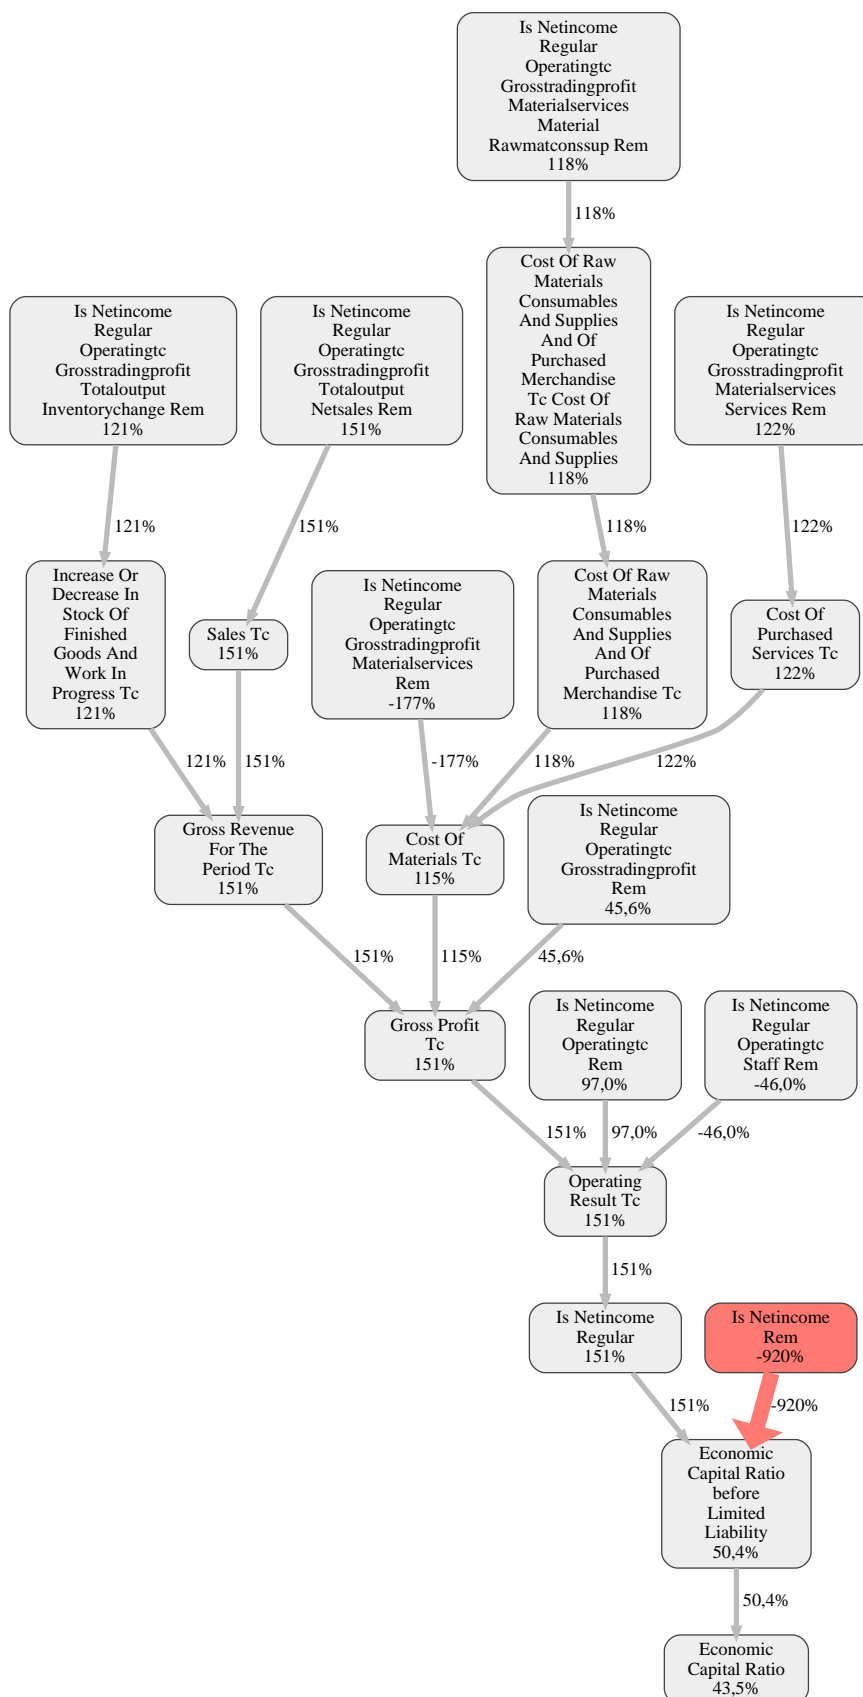 Is Netincome
Regular
Operatingtc
Grosstradingprofit
Materialservices
Material
Rawmatconssup Rem
118%
118%
Is Netincome
Regular
Operatingtc
Grosstradingprofit
Totaloutput
Inventorychange Rem
121%
Is Netincome
Regular
Operatingtc
Grosstradingprofit
Totaloutput
Netsales Rem
151%
Cost Of Raw
Materials
Consumables
And Supplies
And Of
Purchased
Merchandise
Tc Cost Of
Raw Materials
Consumables
And Supplies
118%
Is Netincome
Regular
Operatingtc
Grosstradingprofit
Materialservices
Services Rem
122%
121%
151%
118%
122%
Increase Or
Decrease In
Stock Of
Finished
Goods And
Work In
Progress Tc
121%
Sales Tc
151%
Is Netincome
Regular
Operatingtc
Grosstradingprofit
Materialservices
Rem
-177%
Cost Of Raw
Materials
Consumables
And Supplies
And Of
Purchased
Merchandise Tc
118%
Cost Of
Purchased
Services Tc
122%
121%
151%
-177%
118%
122%
Gross Revenue
For The
Period Tc
151%
Cost Of
Materials Tc
115%
Is Netincome
Regular
Operatingtc
Grosstradingprofit
Rem
45,6%
151%
115%
45,6%
Gross Profit
Tc
151%
Is Netincome
Regular
Operatingtc
Rem
97,0%
Is Netincome
Regular
Operatingtc
Staff Rem
-46,0%
151%
97,0%
-46,0%
Operating
Result Tc
151%
151%
Is Netincome
Regular
151%
Is Netincome
Rem
-920%
151%
-920%
Economic
Capital Ratio
before
Limited
Liability
50,4%
50,4%
Economic
Capital Ratio
43,5%